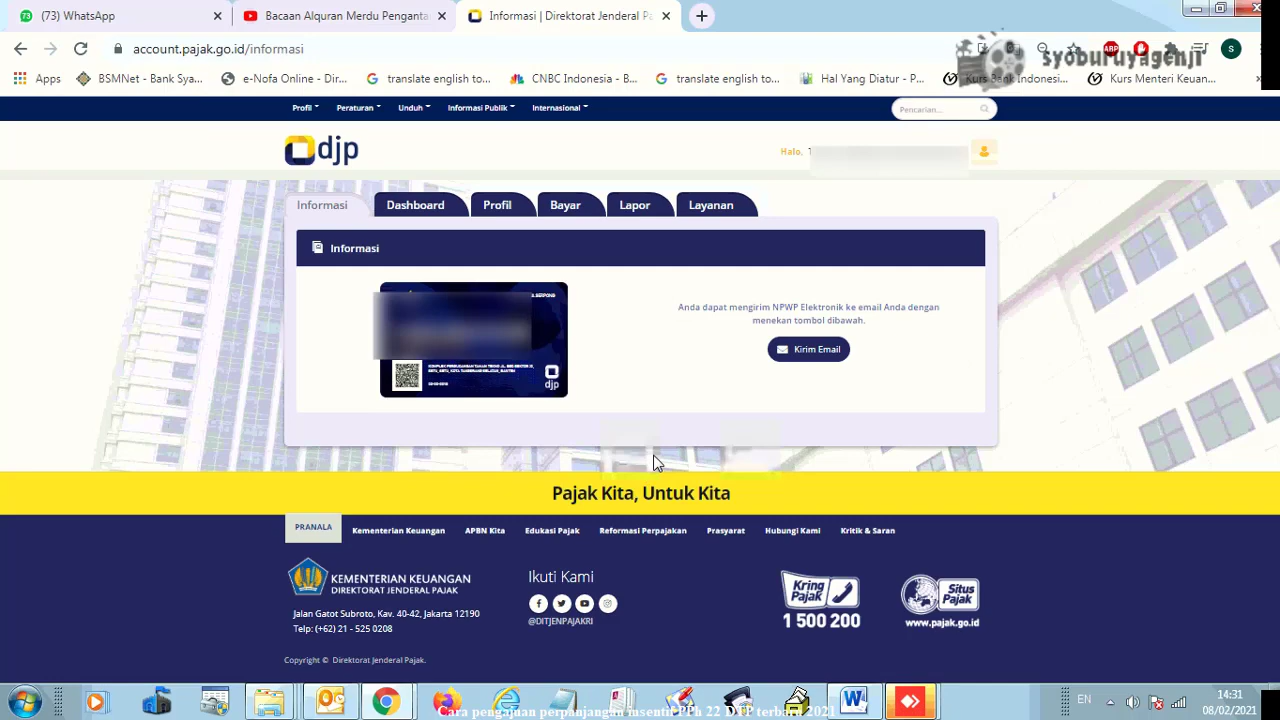 (73) WhatsApp
Bacaan Alquran Merdu Penganta
Informasi | Direktorat Jenderal Pa
account.pajak.go.id/informasi
ABP
S
syoburuyagenji
Apps
BSMNet - Bank Sya...
e-Nofa Online - Dir...
translate english to...
CNBC Indonesia - B...
translate english to...
Hal Yang Diatur - P...
Kurs Bank Indonesi...
Kurs Menteri Keuan...
Profil
Peraturan
Unduh
Informasi Publik
Internasional
Pencarian...
djp
Halo,
Informasi
Dashboard
Profil
Bayar
Lapor
Layanan
Informasi
Anda dapat mengirim NPWP Elektronik ke email Anda dengan
menekan tombol dibawah.
Kirim Email
djp
Pajak Kita, Untuk Kita
PRANALA
Kementerian Keuangan
APBN Kita
Edukasi Pajak
Reformasi Perpajakan
Prasyarat
Hubungi Kami
Kritik & Saran
KEMENTERIAN KEUANGAN
DIREKTORAT JENDERAL PAJAK
Jalan Gatot Subroto, Kav. 40-42, Jakarta 12190
Telp: (+62) 21 - 525 0208
Ikuti Kami
@DITJENPAJAKRI
Kring
Pajak
1 500 200
Situs
Pajak
www.pajak.go.id
Copyright © Direktorat Jenderal Pajak.
EN
14:31
08/02/2021
Cara pengajuan perpanjangan insentif PPh 22 DTP terbaru 2021